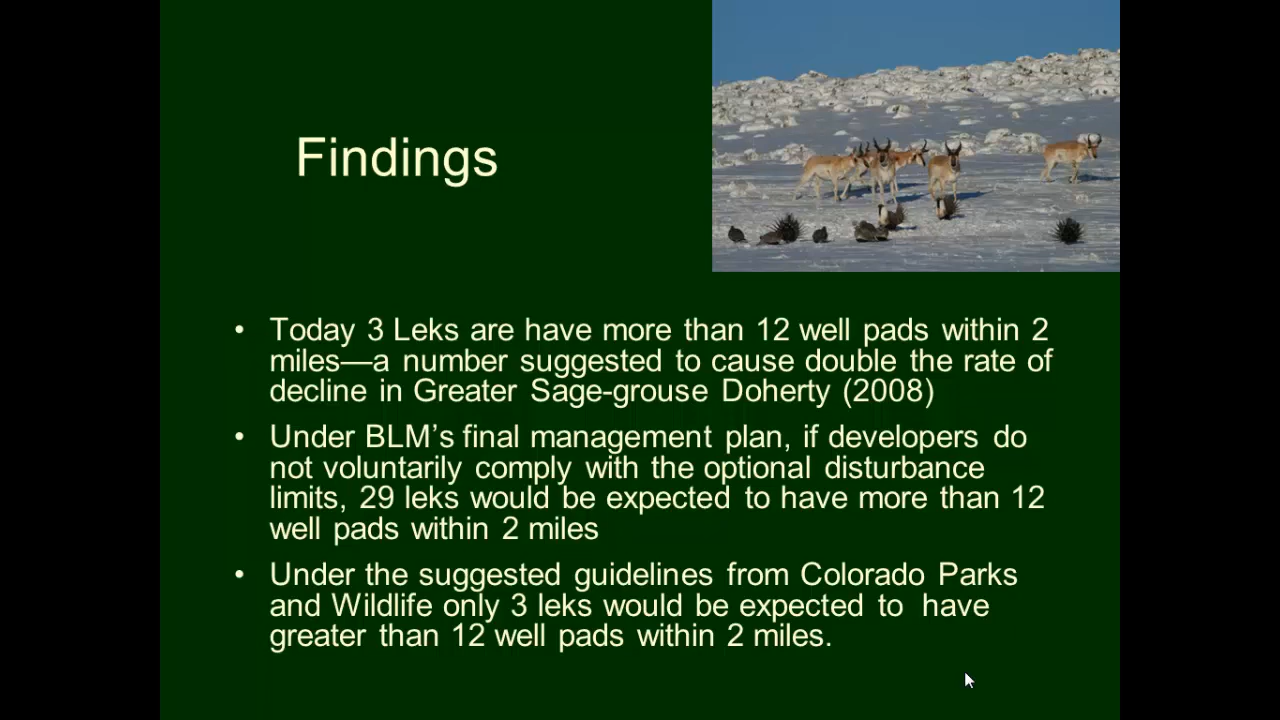 Findings
• Today 3 Leks are have more than 12 well pads within 2
miles—a number suggested to cause double the rate of
decline in Greater Sage-grouse Doherty (2008)
• Under BLM’s final management plan, if developers do
not voluntarily comply with the optional disturbance
limits, 29 leks would be expected to have more than 12
well pads within 2 miles
• Under the suggested guidelines from Colorado Parks
and Wildlife only 3 leks would be expected to  have
greater than 12 well pads within 2 miles.